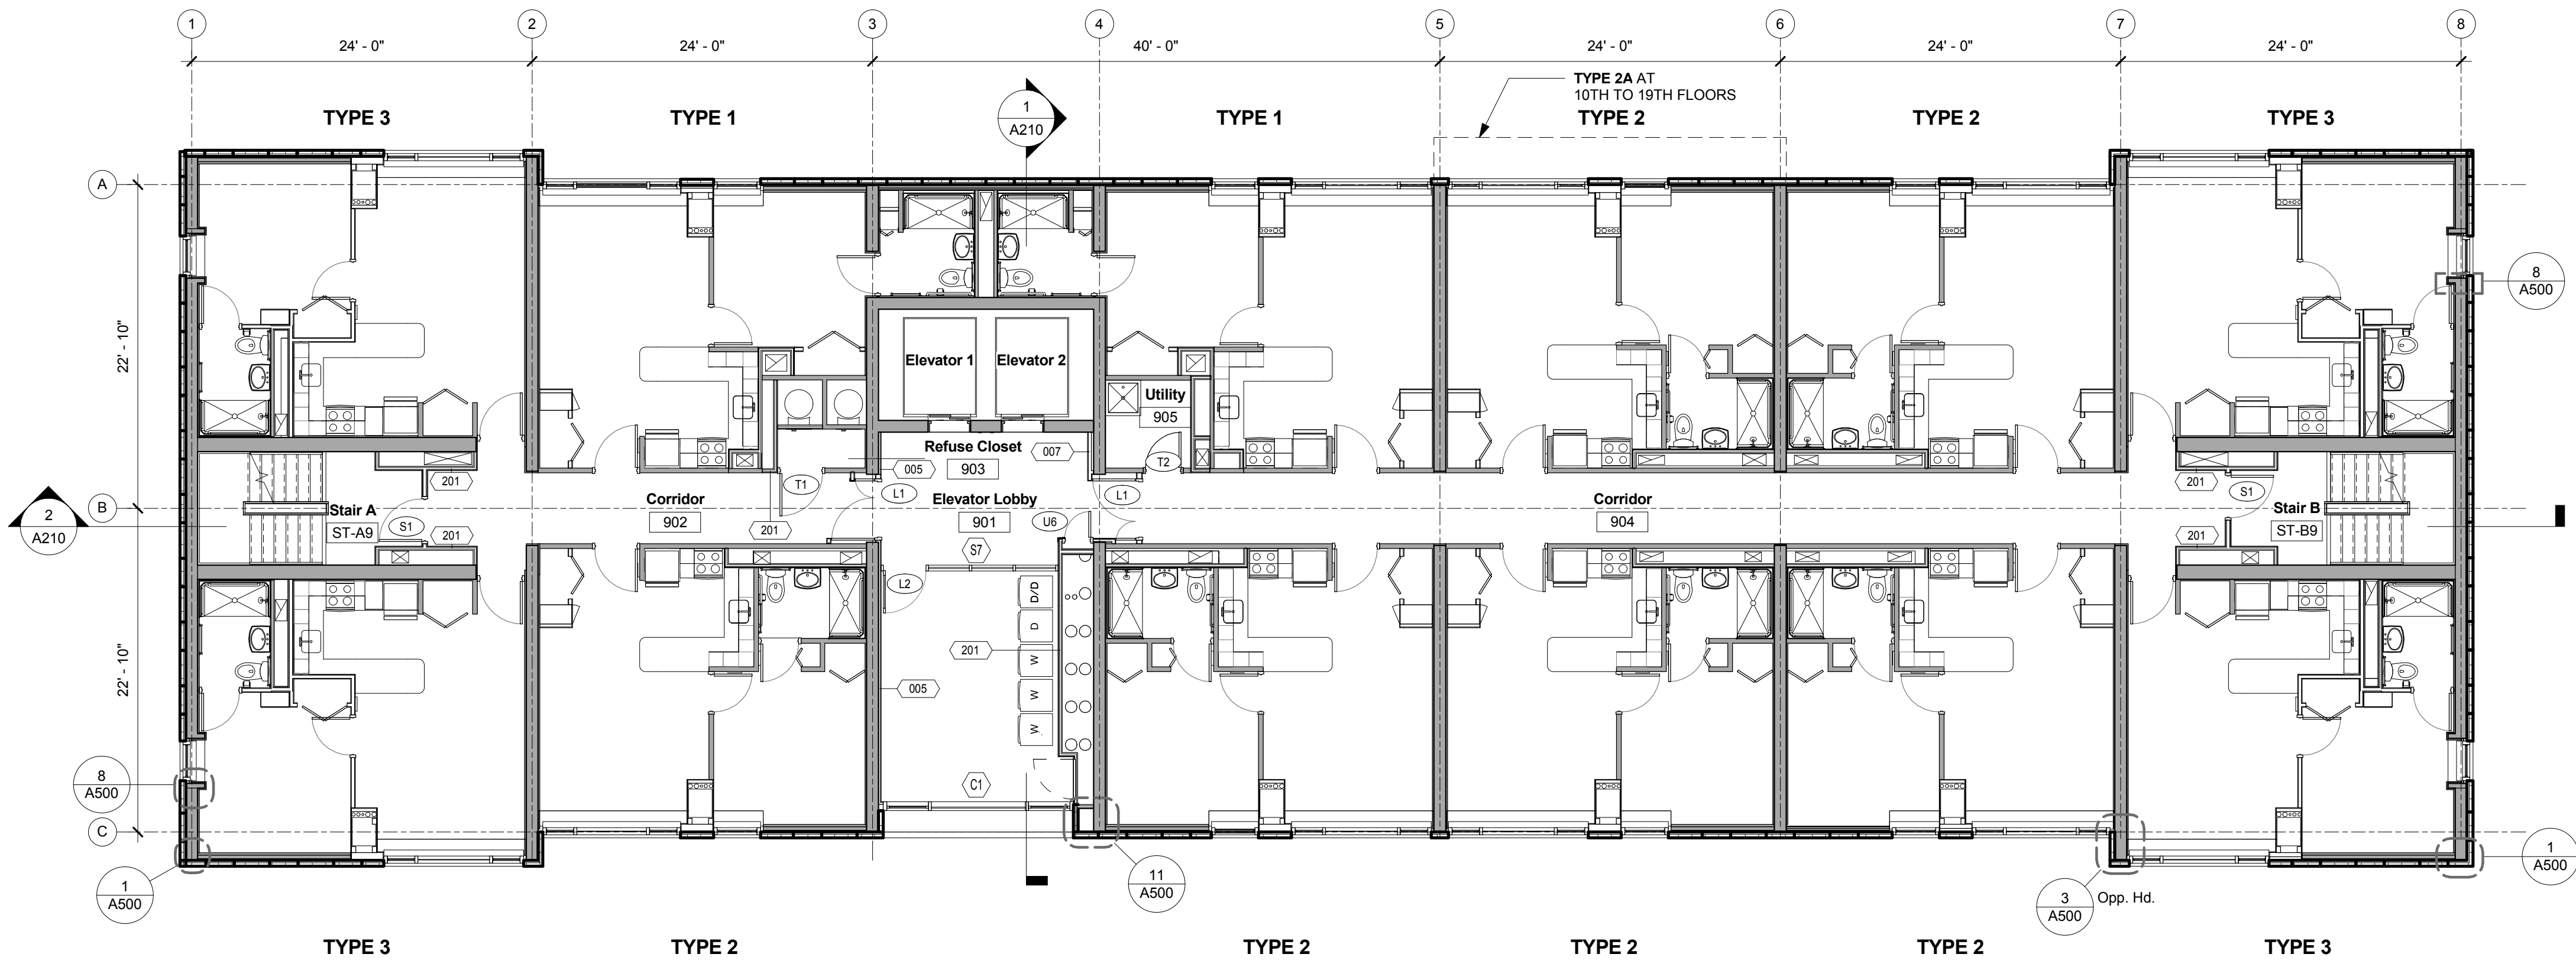 1 2 3 4 5 6 7 8
24' - 0" 24' - 0" 40' - 0" 24' - 0" 24' - 0" 24' - 0"
TYPE 2A AT
10TH TO 19TH FLOORS
TYPE 3 TYPE 1 TYPE 1 TYPE 2 TYPE 2 TYPE 3
1
A210
A
8
A500
22' - 10"
Elevator 1 Elevator 2
Utility
905
Refuse Closet
903
007
005
T2
201
T1
L1
L1
201
S1
Corridor
902
Elevator Lobby
901
Corridor
904
B
2
A210
Stair A
ST-A9
S1
201
201
U6
S7
Stair B
ST-B9
201
L2
D/D
D
W
W
W
201
005
22' - 10"
C1
8
A500
C
1
A500
11
A500
3
A500
Opp. Hd.
1
A500
TYPE 3 TYPE 2 TYPE 2 TYPE 2 TYPE 2 TYPE 3